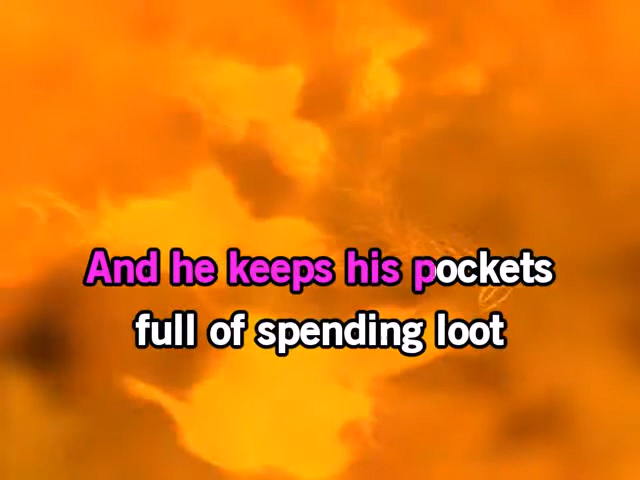 And he keeps his pockets
full of spending loot